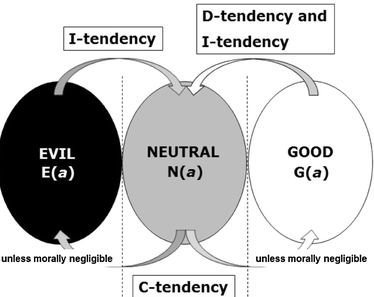 D-tendency and
I-tendency
I-tendency
EVIL
E(a)
NEUTRAL
N(a)
GOOD
G(a)
unless morally negligible
unless morally negligible
C-tendency